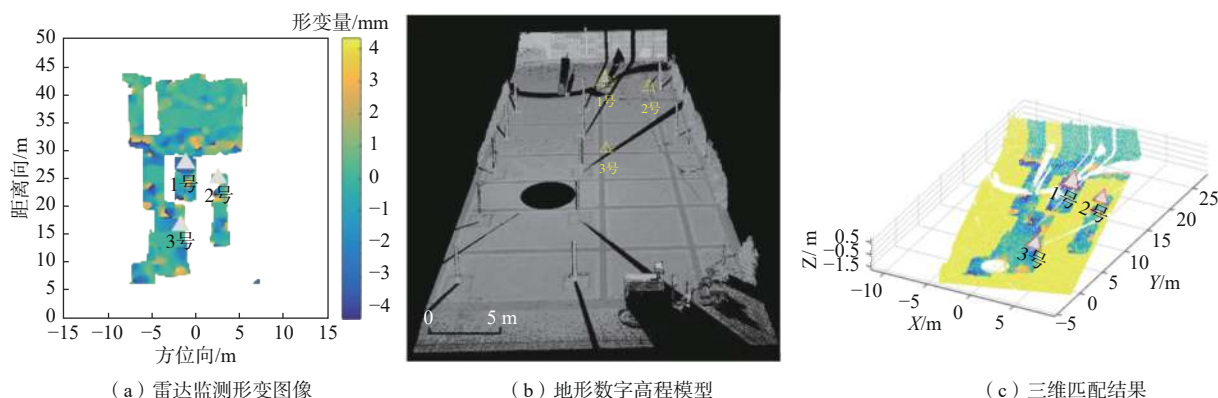 形变量/mm
50
45
40
35
30
25
20
15
10
5
0
距离向/m
−15
−10
−5
0
5
10
15
方位向/m
4
3
2
1
0
−1
−2
−3
−4
1号
2号
3号
(a)雷达监测形变图像
1号
2号
3号
0 5 m
(b)地形数字高程模型
1号
2号
3号
Z/m
0.5
−0.5
−1.5
−10
−5
0
5
X/m
−5
0
5
10
15
20
25
Y/m
(c)三维匹配结果